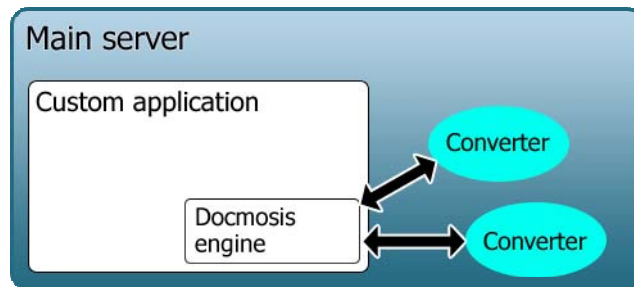 Main server
Custom application
Converter
Docmosis
engine
Converter